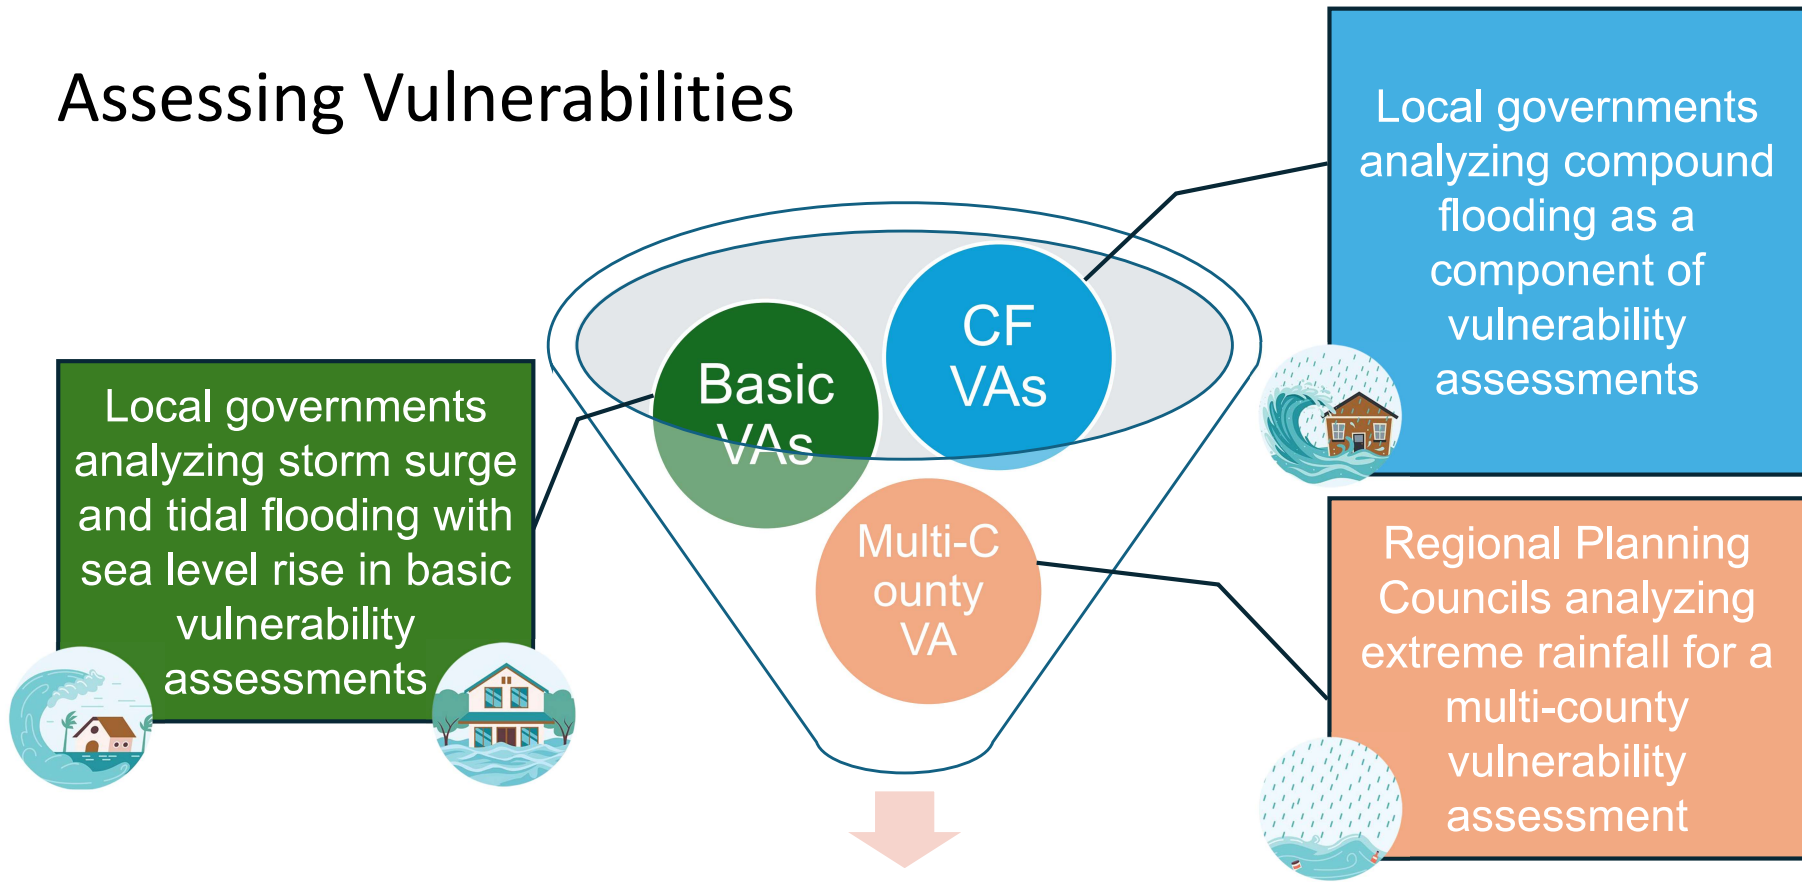 Assessing Vulnerabilities
Local governments
analyzing compound
flooding as a
component of
vulnerability
assessments
CF
VAs
Basic
VAs
Local governments
analyzing storm surge
and tidal flooding with
sea level rise in basic
vulnerability
assessments
Multi-C
ounty
VA
Regional Planning
Councils analyzing
extreme rainfall for a
multi-county
vulnerability
assessment